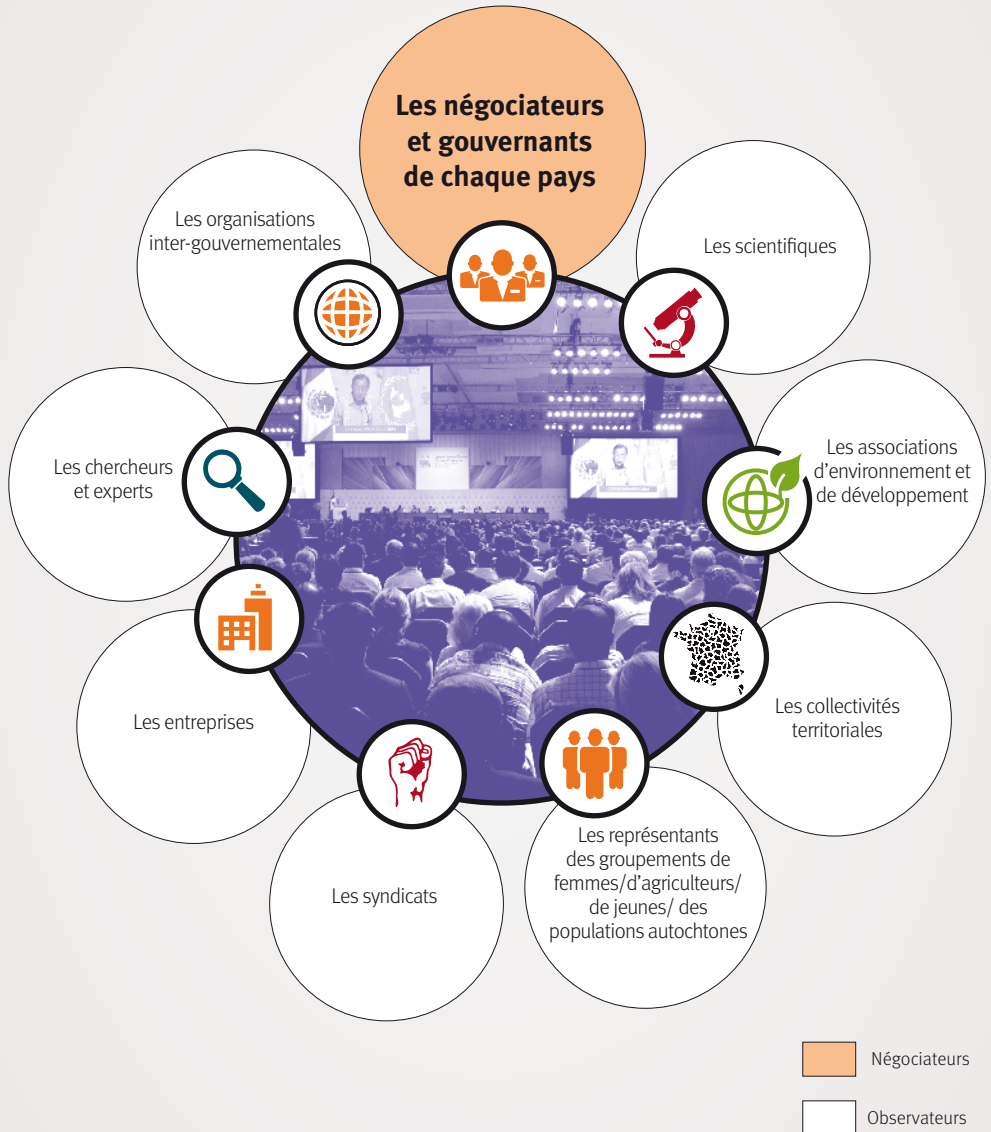 Les négociateurs
et gouvernants
de chaque pays
Les organisations
inter-gouvernementales
Les scientifiques
Les chercheurs
et experts
Les associations
d'environnement et
de développement
Les entreprises
Les collectivités
territoriales
Les syndicats
Les représentants
des groupements de
femmes/d'agriculteurs/
de jeunes/ des
populations autochtones
Négociateurs
Observateurs